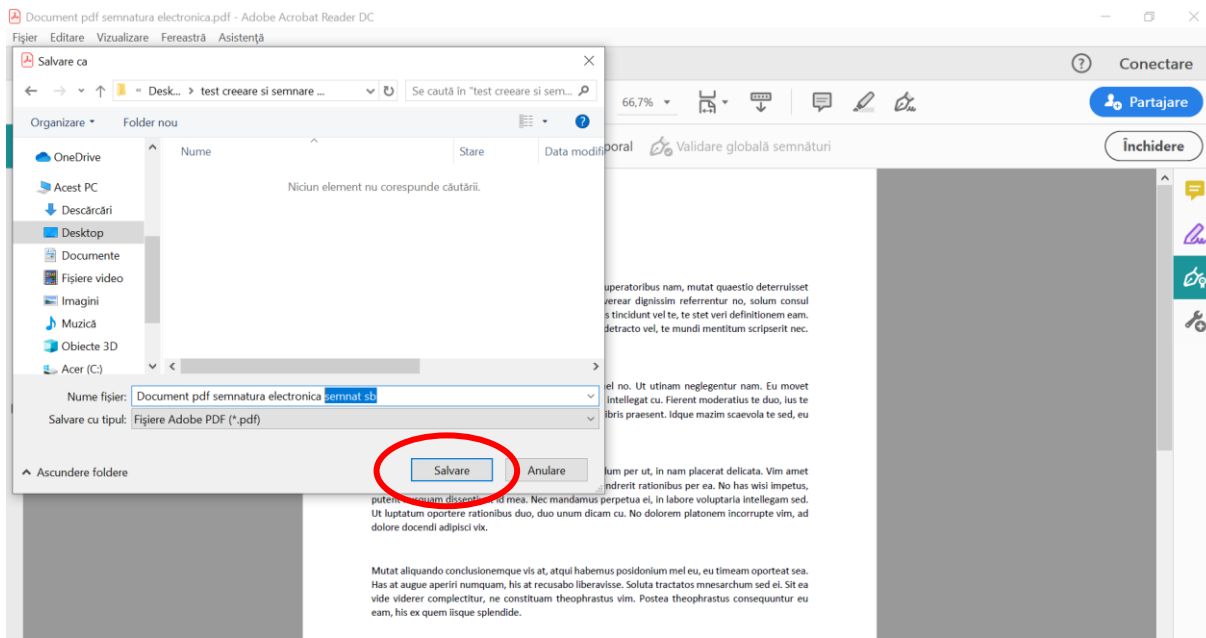 Document pdf semnatura electronica.pdf - Adobe Acrobat Reader DC
Fișier Editare Vizualizare Fereastră Asistență
Salvare ca
Conectare
« Desk... › test creeare si semnare ...
Se caută în "test creeare si sem...
66,7%
Partajare
Organizare Folder nou
poral Validare globală semnături Închidere
Nume Stare Data modifi
Niciun element nu corespunde căutării.
OneDrive
Acest PC
Descărcări
Desktop
Documente
Fișiere video
Imagini
Muzică
Obiecte 3D
Acer (C:)
Nume fișier: Document pdf semnatura electronica semnat sb
Salvare cu tipul: Fișiere Adobe PDF (*.pdf)
Ascundere foldere
Salvare Anulare
uperatoribus nam, mutat quaestio deterruisset
verear dignissim referrentur no, solum consul
s tincidunt vel te, te stet veri definitionem eam.
detracto vel, te mundi mentitum scripserit nec.
el no. Ut utinam neglegentur nam. Eu movet
intellegat cu. Fierent moderatius te duo, ius te
ibris praesent. Idque mazim scaevola te sed, eu
um per ut, in nam placerat delicata. Vim amet
ndrerit rationibus per ea. No has wisi impetus,
id mea. Nec mandamus perpetua ei, in labore voluptaria intellegam sed.
Ut luptatum oportere rationibus duo, duo unum dicam cu. No dolorem platonem incorrupte vim, ad
dolore docendi adipisci vix.
Mutat aliquando conclusionemque vis at, atqui habemus posidonium mel eu, eu timeam oporteat sea.
Has at augue aperiri numquam, his at recusabo liberavisse. Soluta tractatos mnesarchum sed ei. Sit ea
vide viderer complectitur, ne constituam theophrastus vim. Postea theophrastus consequuntur eu
eam, his ex quem iisque splendide.